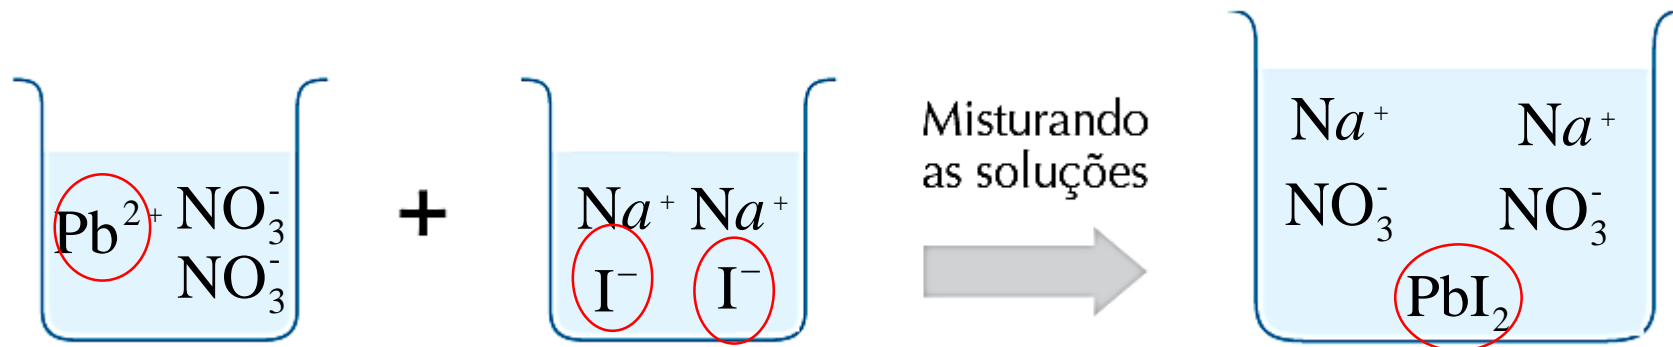 Pb²⁺ NO₃⁻
NO₃⁻
+
Na⁺ Na⁺
I⁻ I⁻
Misturando
as soluções
Na⁺ Na⁺
NO₃⁻ NO₃⁻
PbI₂